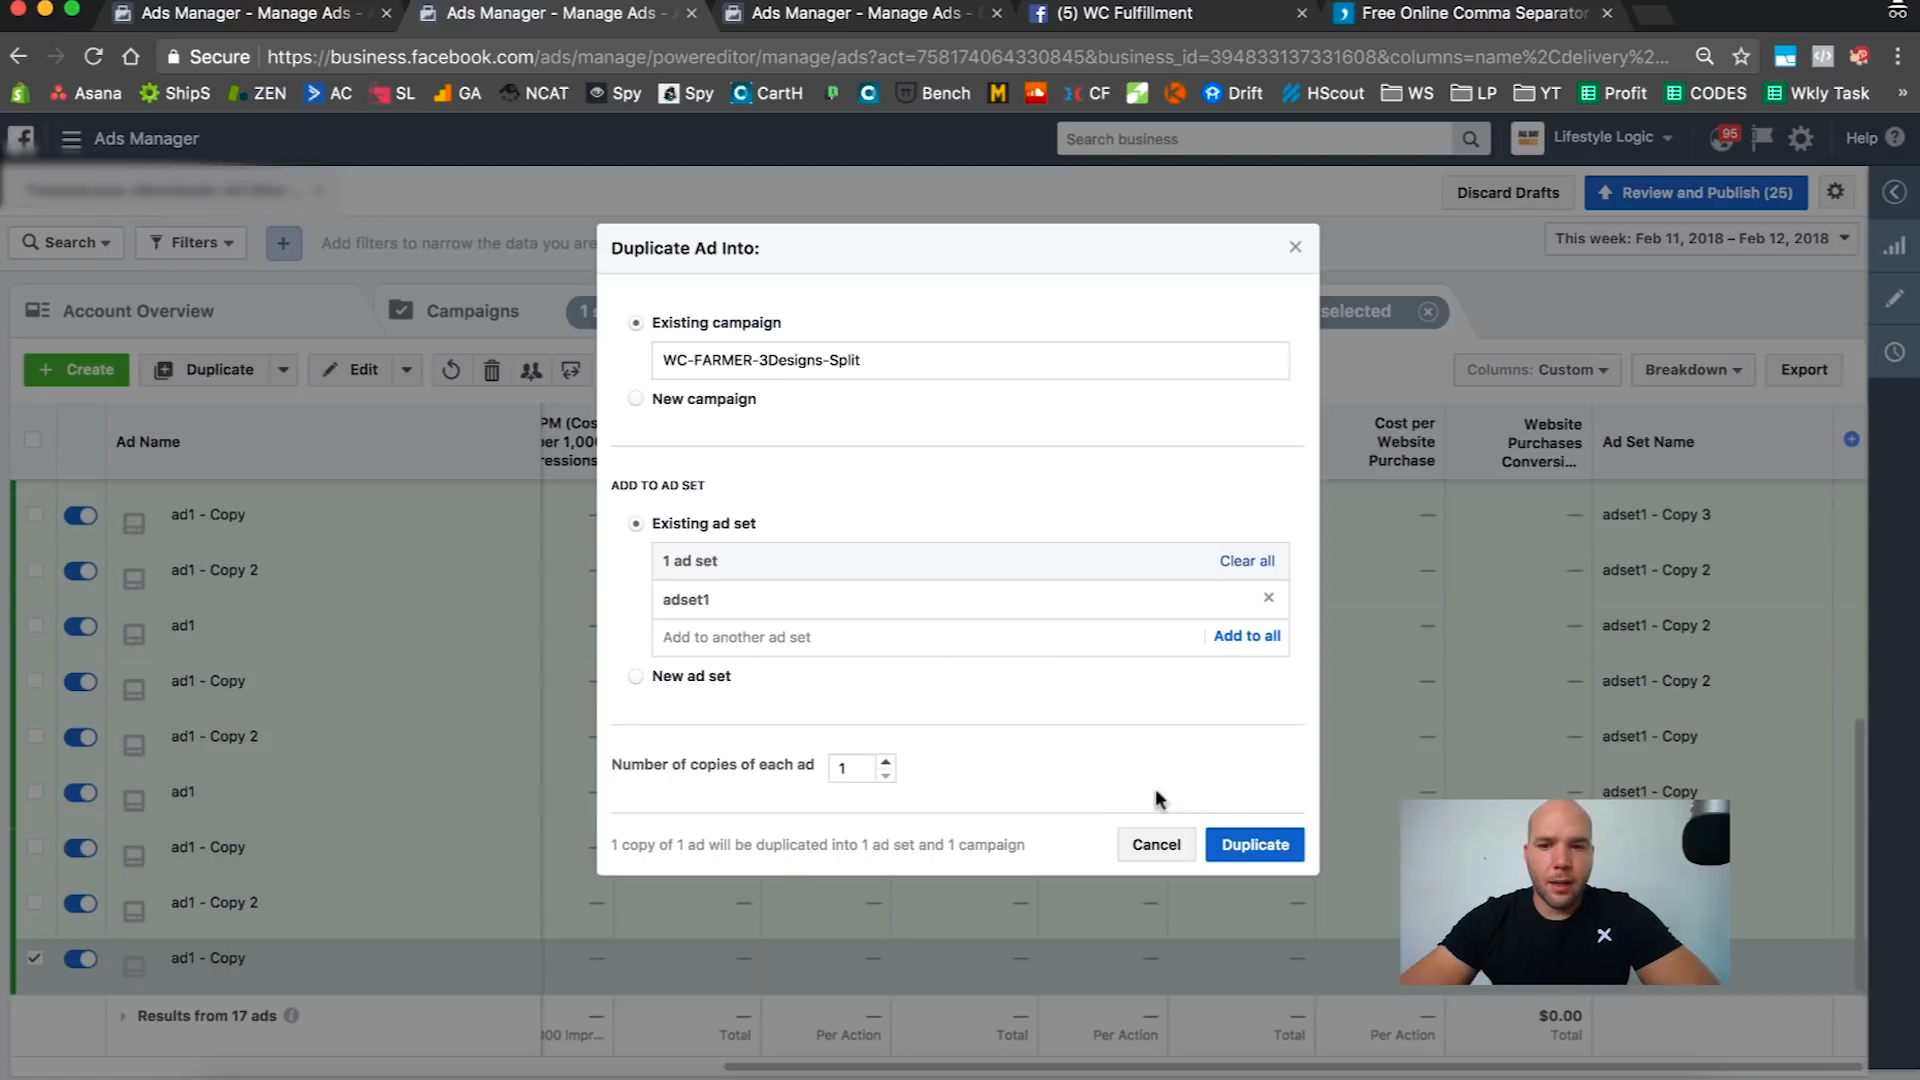 Ads Manager - Manage Ads - 
Ads Manager - Manage Ads - 
Ads Manager - Manage Ads - 
(5) WC Fulfillment
Free Online Comma Separator
Secure
https://business.facebook.com/ads/manage/powereditor/manage/ads?act=758174064330845&business_id=394833137331608&columns=name%2Cdelivery%2...
Asana
ShipS
ZEN
AC
SL
GA
NCAT
Spy
Spy
CartH
Bench
CF
Drift
HScout
WS
LP
YT
Profit
CODES
Wkly Task
»
Ads Manager
Search business
Lifestyle Logic
95
Help
Discard Drafts
Review and Publish (25)
Search
Filters
+
Add filters to narrow the data you are
This week: Feb 11, 2018 – Feb 12, 2018
Account Overview
Campaigns
selected
+ Create
Duplicate
Edit
Columns: Custom
Breakdown
Export
Ad Name
Cost per
Website
Purchase
Website
Purchases
Conversi...
Ad Set Name
ad1 - Copy
adset1 - Copy 3
ad1 - Copy 2
adset1 - Copy 2
ad1
adset1 - Copy 2
ad1 - Copy
adset1 - Copy 2
ad1 - Copy 2
adset1 - Copy
ad1
adset1 - Copy
ad1 - Copy
ad1 - Copy 2
ad1 - Copy
Results from 17 ads
Total
Per Action
Total
Per Action
Total
Per Action
$0.00
Total
Duplicate Ad Into:
Existing campaign
WC-FARMER-3Designs-Split
New campaign
ADD TO AD SET
Existing ad set
1 ad set
Clear all
adset1
Add to another ad set
Add to all
New ad set
Number of copies of each ad
1
1 copy of 1 ad will be duplicated into 1 ad set and 1 campaign
Cancel
Duplicate